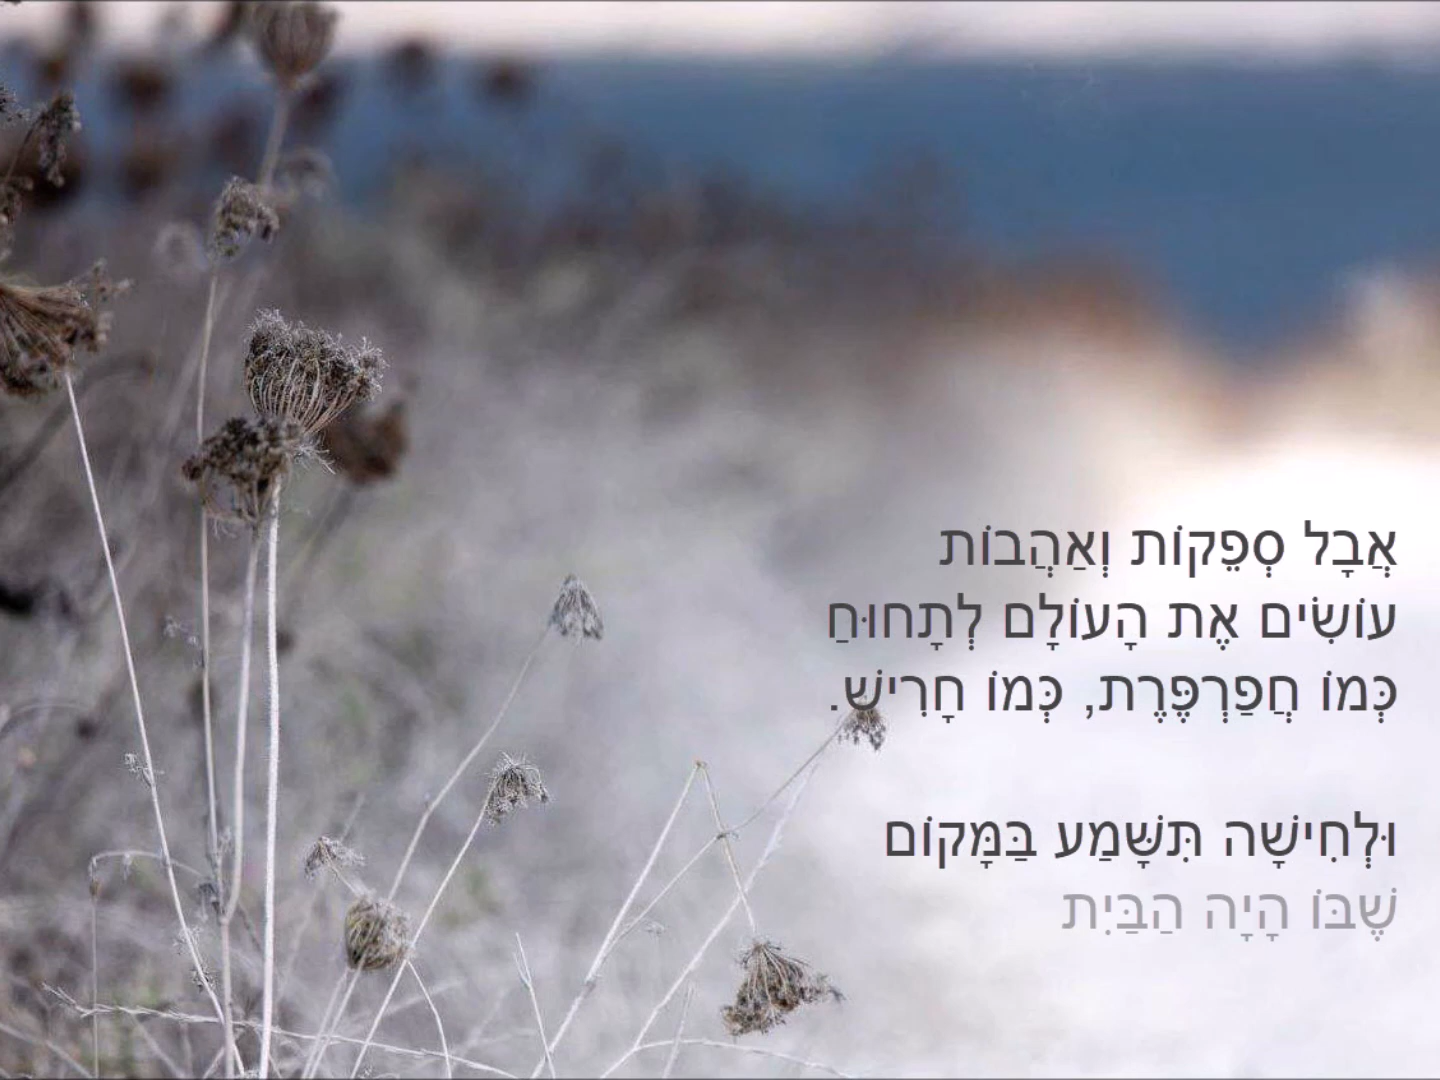 אֲבָל סְפֵקוֹת וְאַהֲבוֹת
עוֹשִׂים אֶת הָעוֹלָם לְתָחוּחַ
כְּמוֹ חֲפַרְפֶּרֶת, כְּמוֹ חָרִישׁ.
וּלְחִישָׁה תִּשָּׁמַע בַּמָּקוֹם
שֶׁבּוֹ הָיָה הַבַּיִת